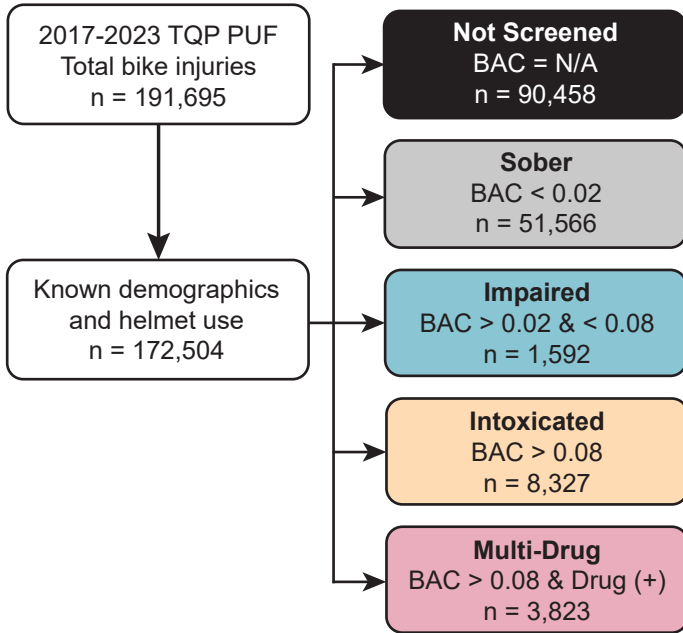 2017-2023 TQP PUF
Total bike injuries
n = 191,695
Known demographics
and helmet use
n = 172,504
Not Screened
BAC = N/A
n = 90,458
Sober
BAC < 0.02
n = 51,566
Impaired
BAC > 0.02 & < 0.08
n = 1,592
Intoxicated
BAC > 0.08
n = 8,327
Multi-Drug
BAC > 0.08 & Drug (+)
n = 3,823